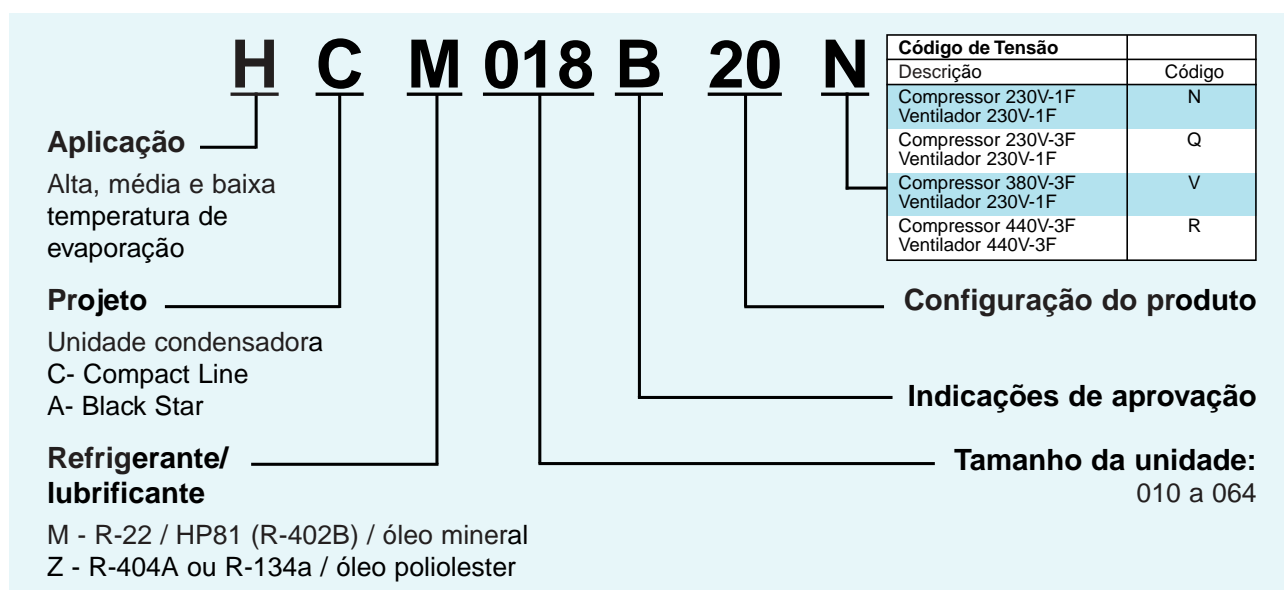 H C M 018 B 20 N
Código de Tensão
Descrição Código
Compressor 230V-1F N
Ventilador 230V-1F
Compressor 230V-3F Q
Ventilador 230V-1F
Compressor 380V-3F V
Ventilador 230V-1F
Compressor 440V-3F R
Ventilador 440V-3F
Aplicação
Alta, média e baixa
temperatura de
evaporação
Projeto
Unidade condensadora
C- Compact Line
A- Black Star
Refrigerante/
lubrificante
M - R-22 / HP81 (R-402B) / óleo mineral
Z - R-404A ou R-134a / óleo poliolester
Configuração do produto
Indicações de aprovação
Tamanho da unidade:
010 a 064